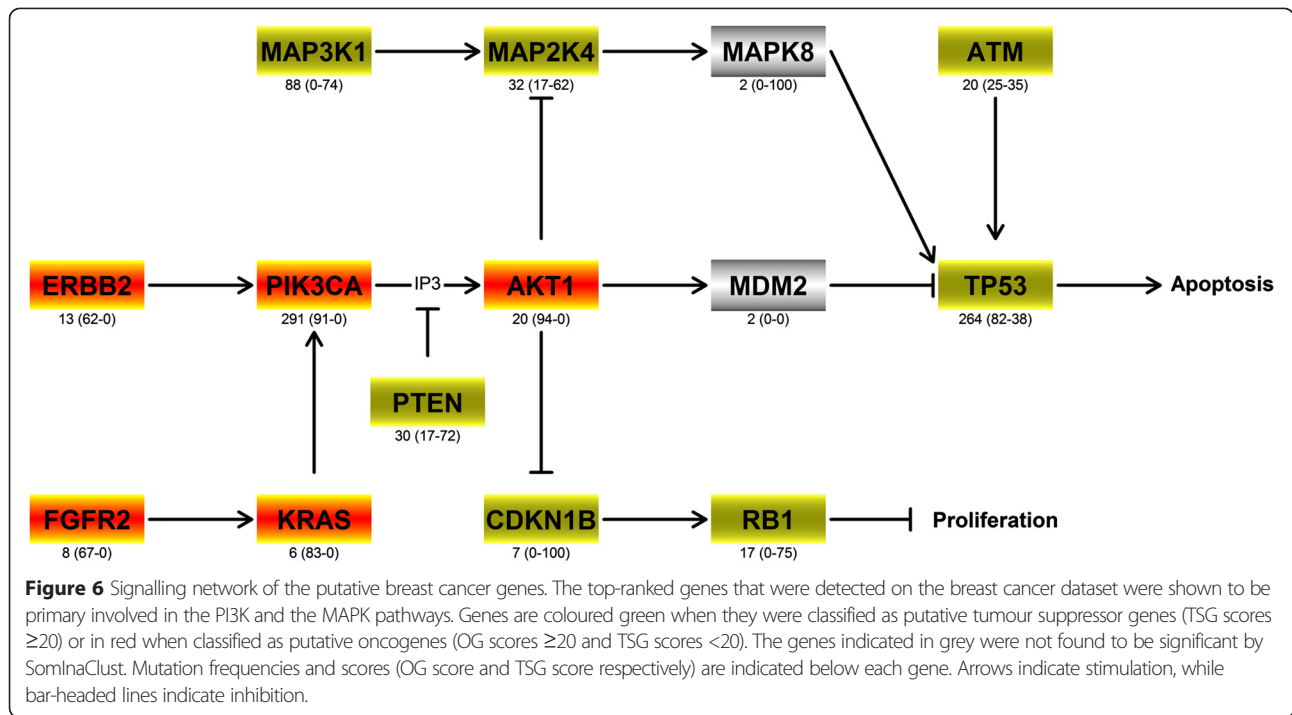 MAP3K1 MAP2K4 MAPK8 ATM
88 (0-74) 32 (17-62) 2 (0-100) 20 (25-35)
ERBB2 PIK3CA IP3 AKT1 MDM2 TP53 Apoptosis
13 (62-0) 291 (91-0) 20 (94-0) 2 (0-0) 264 (82-38)
PTEN
30 (17-72)
FGFR2 KRAS CDKN1B RB1 Proliferation
8 (67-0) 6 (83-0) 7 (0-100) 17 (0-75)
Figure 6 Signalling network of the putative breast cancer genes. The top-ranked genes that were detected on the breast cancer dataset were shown to be
primary involved in the PI3K and the MAPK pathways. Genes are coloured green when they were classified as putative tumour suppressor genes (TSG scores
≥20) or in red when classified as putative oncogenes (OG scores ≥20 and TSG scores <20). The genes indicated in grey were not found to be significant by
SomInaClust. Mutation frequencies and scores (OG score and TSG score respectively) are indicated below each gene. Arrows indicate stimulation, while
bar-headed lines indicate inhibition.